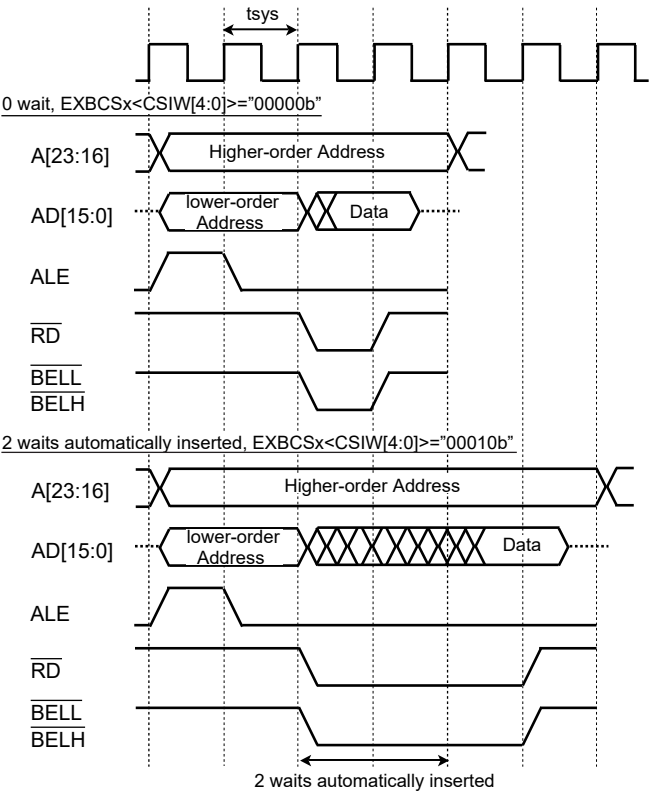 tsys
0 wait, EXBCSx<CSIW[4:0]>="00000b"
A[23:16]
Higher-order Address
AD[15:0]
lower-order
Address
Data
ALE
RD
BELL
BELH
2 waits automatically inserted, EXBCSx<CSIW[4:0]>="00010b"
A[23:16]
Higher-order Address
AD[15:0]
lower-order
Address
Data
ALE
RD
BELL
BELH
2 waits automatically inserted